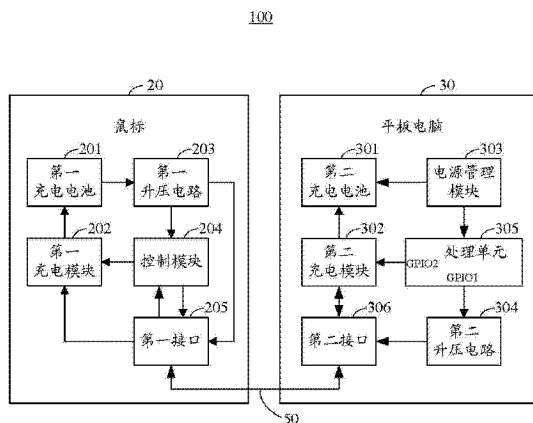 100
20
30
鼠标
平板电脑
201
203
301
303
第一
充电电池
第一
升压电路
第二
充电电池
电源管理
模块
202
204
302
305
第一
充电模块
控制模块
第二
充电模块
处理单元
GPIO2
GPIO1
205
306
304
第一接口
第二接口
第二
升压电路
50